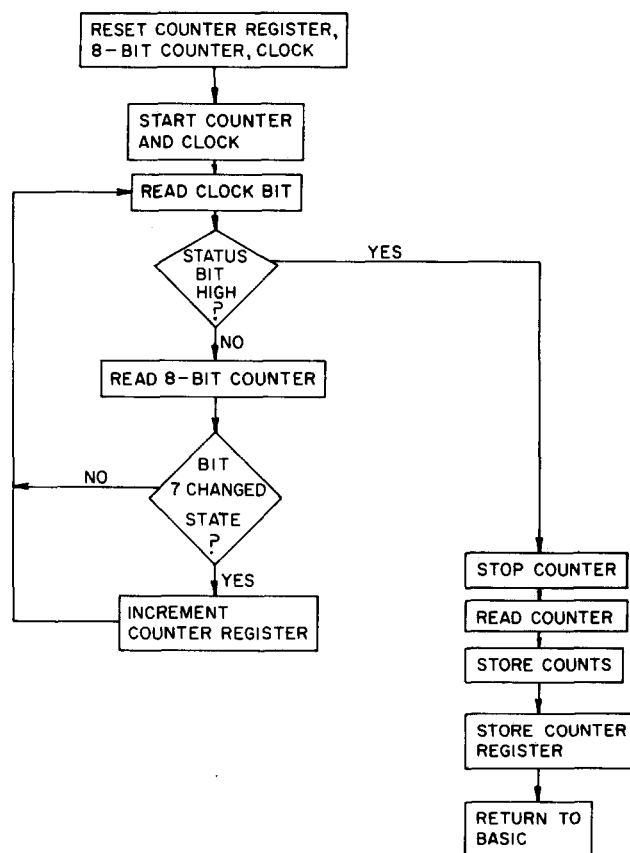 RESET COUNTER REGISTER,
8-BIT COUNTER, CLOCK
START COUNTER
AND CLOCK
READ CLOCK BIT
STATUS
BIT
HIGH
?
YES
NO
READ 8-BIT COUNTER
BIT
7 CHANGED
STATE
?
NO
YES
INCREMENT
COUNTER REGISTER
STOP COUNTER
READ COUNTER
STORE COUNTS
STORE COUNTER
REGISTER
RETURN TO
BASIC